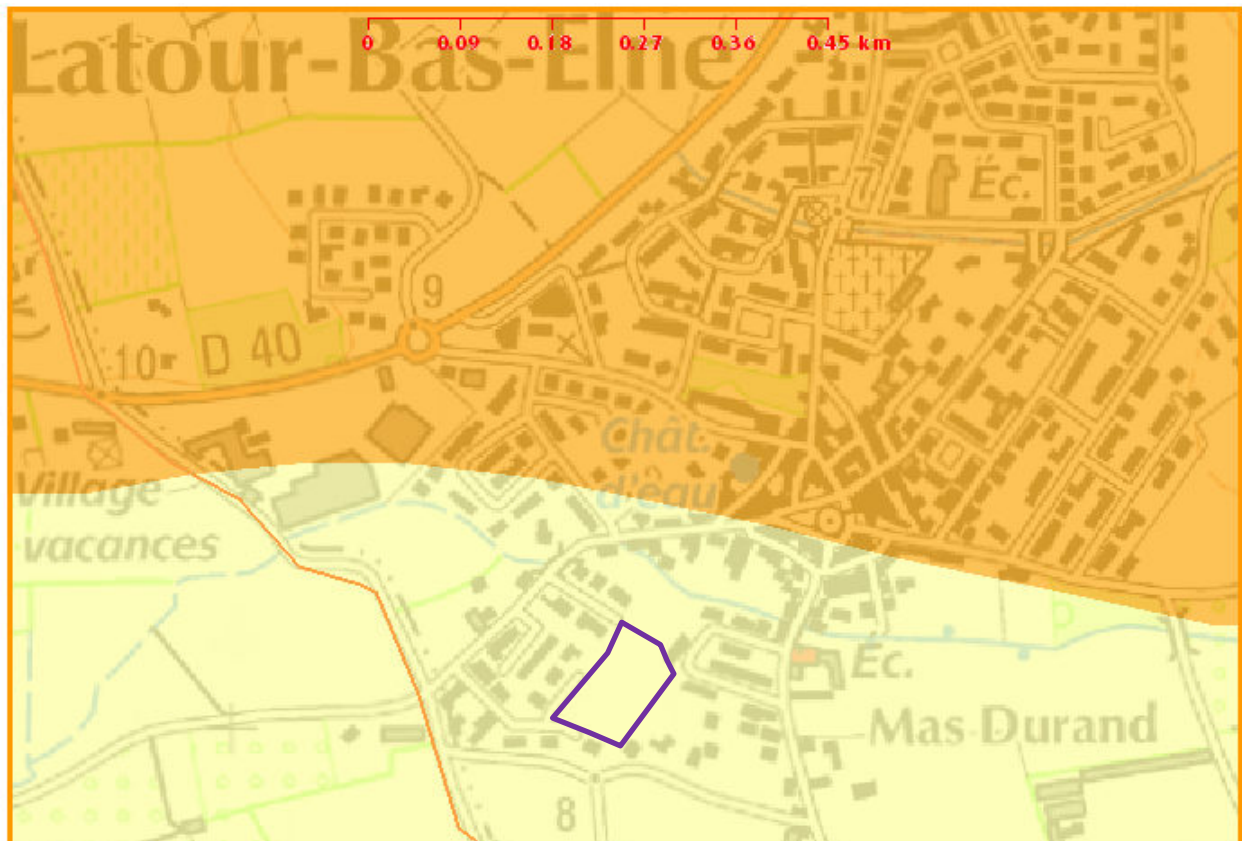 Latour-Bas-Elne
0 0.09 0.18 0.27 0.36 0.45 km
7
Éc.
9
D 40
10
Chât.
d'eau
Village
vacances
Éc.
Mas Durand
8